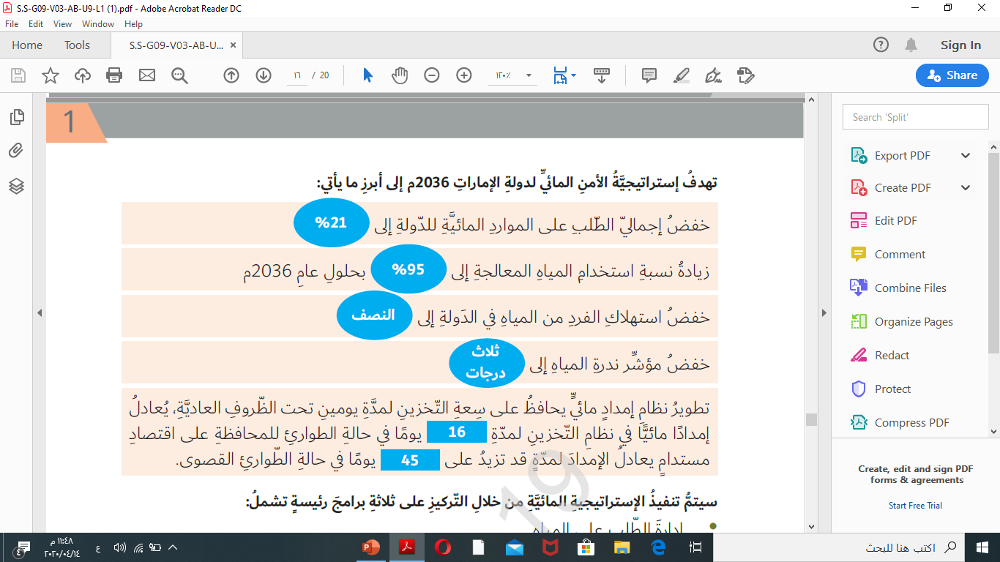 S.S-G09-V03-AB-U9-L1 (1).pdf - Adobe Acrobat Reader DC
File Edit View Window Help
Home Tools S.S-G09-V03-AB-U... × Sign In
١٦ / 20 ١٢٠٪ Share
1
Search 'Split'
Export PDF
Create PDF
Edit PDF
Comment
Combine Files
Organize Pages
Redact
Protect
Compress PDF
Create, edit and sign PDF
forms & agreements
Start Free Trial
تهدفُ إستراتيجيَّةُ الأمنِ المائيِّ لدولةِ الإماراتِ 2036م إلى أبرزِ ما يأتي:
خفضُ إجماليّ الطّلبِ على المواردِ المائيَّةِ للدّولةِ إلى 21%
زيادةُ نسبةِ استخدامِ المياهِ المعالجةِ إلى 95% بحلولِ عامِ 2036م
خفضُ استهلاكِ الفردِ من المياهِ في الدَولةِ إلى النصف
خفضُ مؤشِّر ندرةِ المياهِ إلى ثلاث درجات
تطويرُ نظامِ إمدادٍ مائيٍّ يحافظُ على سِعةِ التّخزينِ لمدَّةِ يومينِ تحت الظّروفِ العاديَّةِ، يُعادلُ
إمدادًا مائيًّا في نظامِ التّخزينِ لمدّةِ 16 يومًا في حالةِ الطوارئِ للمحافظةِ على اقتصادِ
مستدامٍ يعادلُ الإمدادَ لمدّةٍ قد تزيدُ على 45 يومًا في حالةِ الطّوارئِ القصوى.
19
سيتمُّ تنفيذُ الإستراتيجيةِ المائيَّةِ من خلالِ التّركيزِ على ثلاثةِ برامجَ رئيسةٍ تشملُ:
• إدارةَ الطّلبِ على المياهِ
١١:٤٨ م
٢٠٢٠/٠٤/١٤
٤
ع
اكتب هنا للبحث